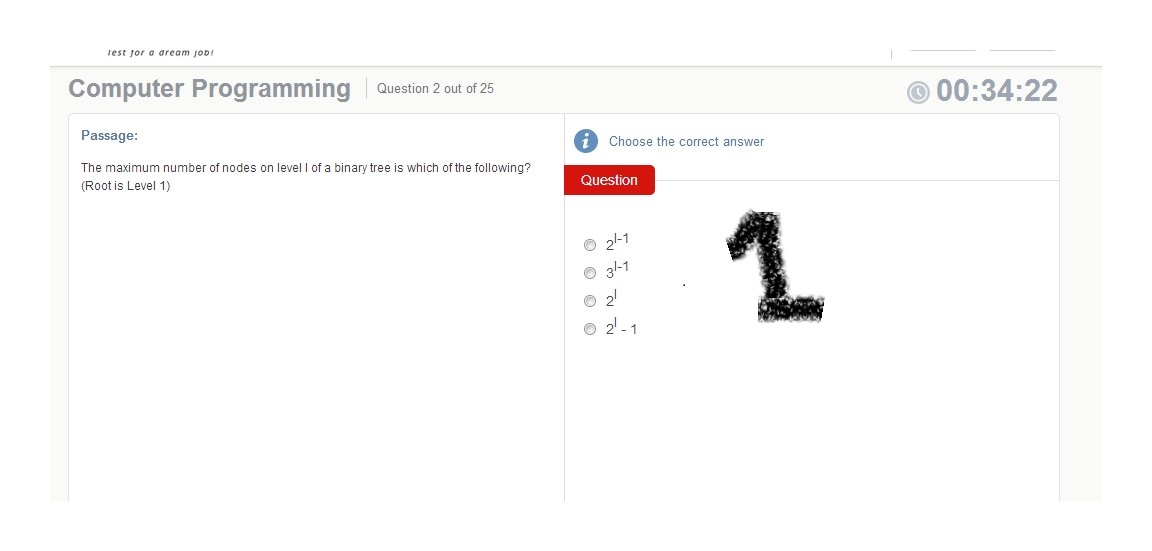 Test for a dream job!
Computer Programming
Question 2 out of 25
00:34:22
Passage:
The maximum number of nodes on level l of a binary tree is which of the following?
(Root is Level 1)
Choose the correct answer
Question
2^l-1
3^l-1
2^l
2^l - 1
1